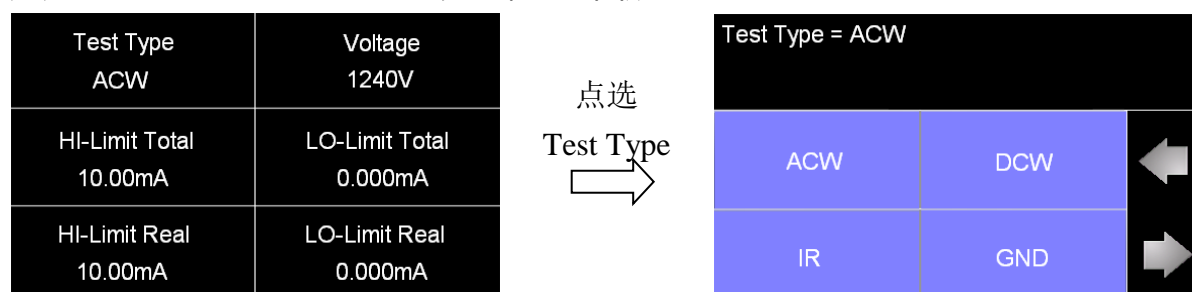 Test Type
ACW
Voltage
1240V
HI-Limit Total
10.00mA
LO-Limit Total
0.000mA
HI-Limit Real
10.00mA
LO-Limit Real
0.000mA
点选
Test Type
Test Type = ACW
ACW
DCW
IR
GND